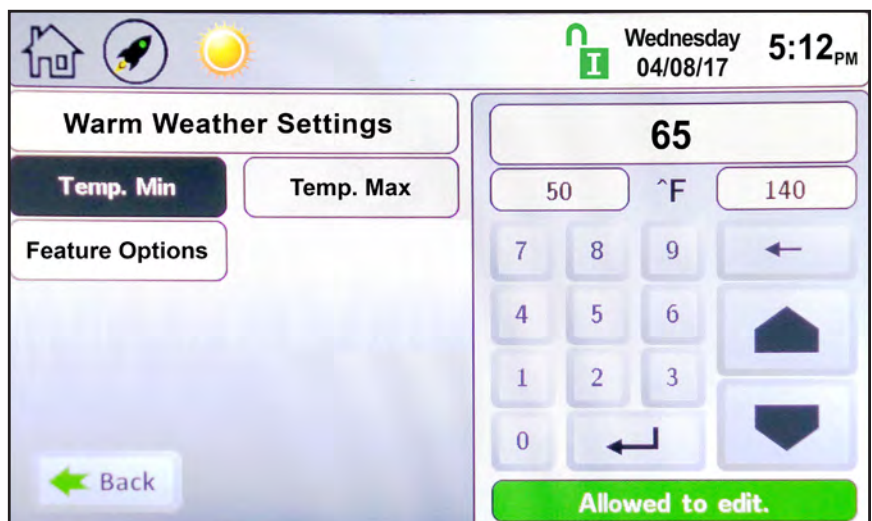 I
Wednesday
04/08/17
5:12PM
Warm Weather Settings
Temp. Min
Temp. Max
Feature Options
Back
65
50
^F
140
7
8
9
4
5
6
1
2
3
0
Allowed to edit.